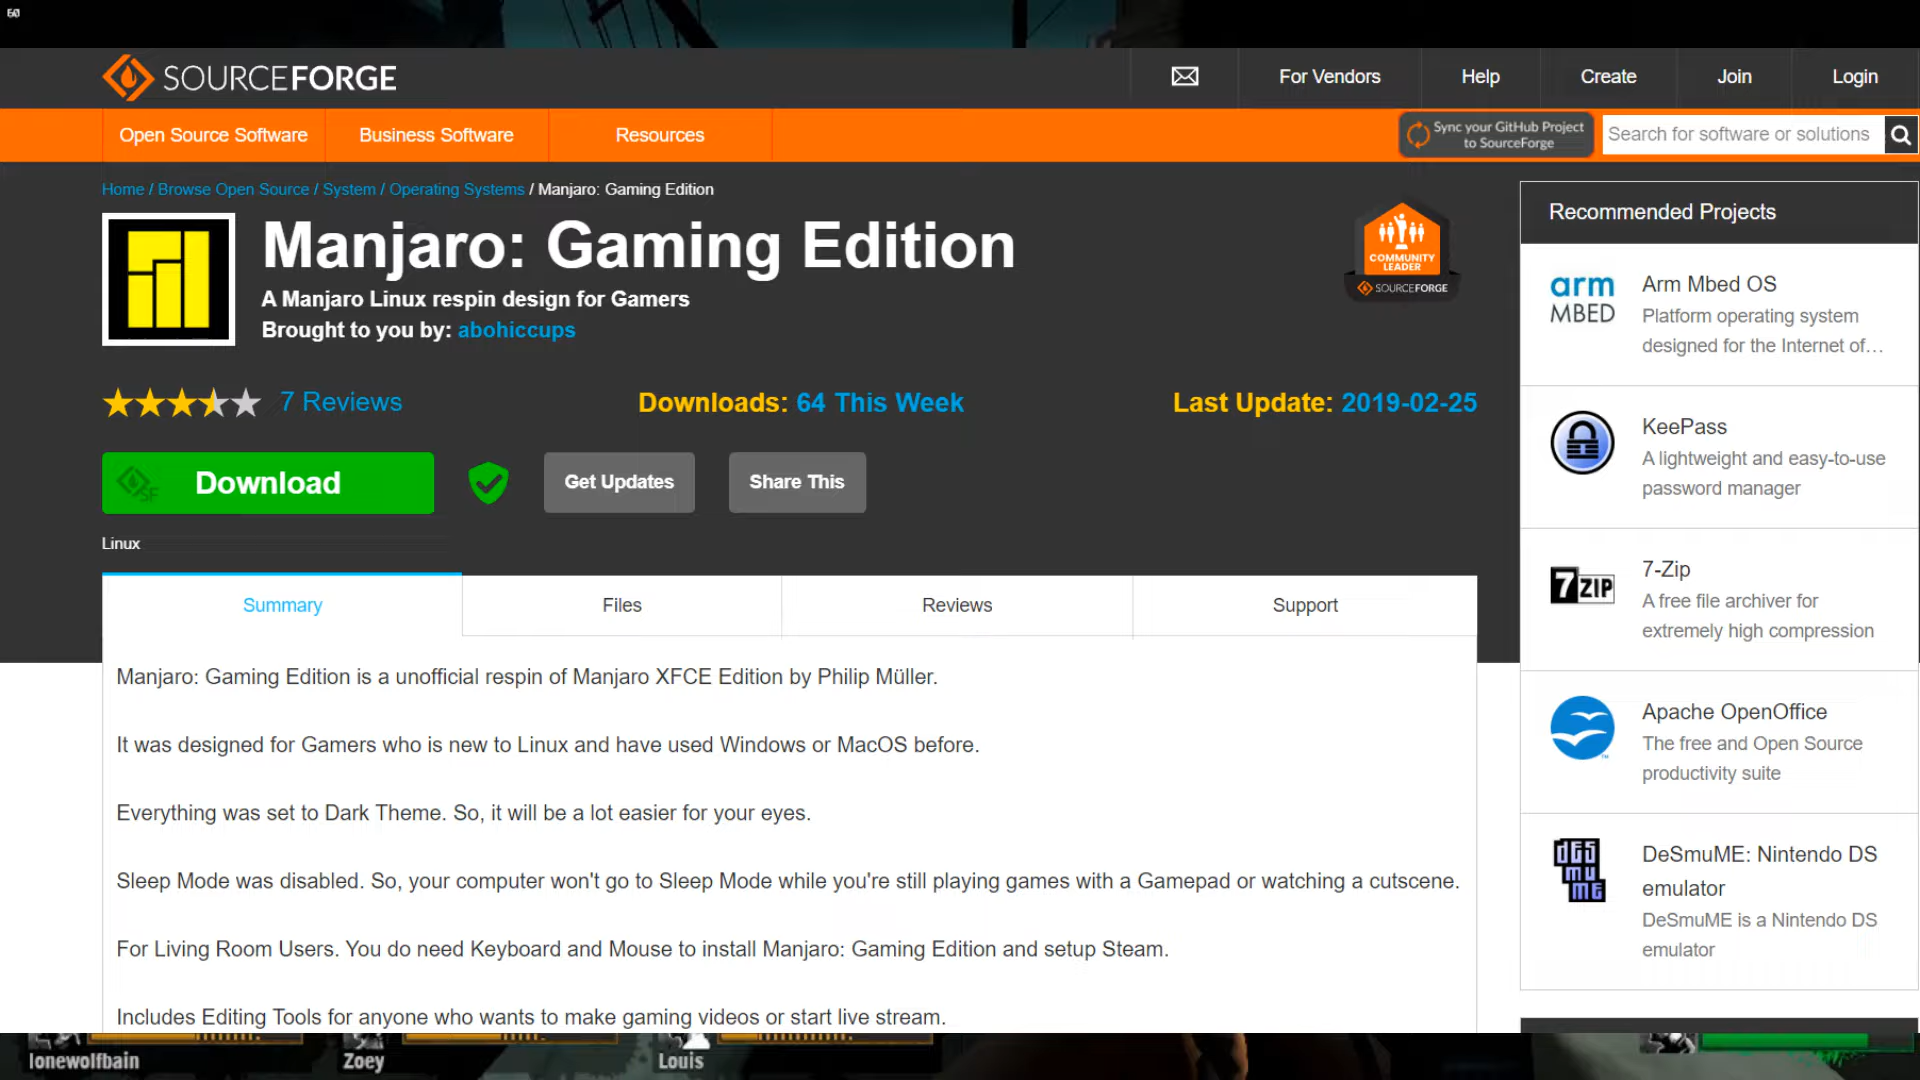 60
SOURCEFORGE
For Vendors
Help
Create
Join
Login
Open Source Software
Business Software
Resources
Sync your GitHub Project
to SourceForge
Search for software or solutions
Home / Browse Open Source / System / Operating Systems / Manjaro: Gaming Edition
Manjaro: Gaming Edition
A Manjaro Linux respin design for Gamers
Brought to you by: abohiccups
COMMUNITY
LEADER
SOURCEFORGE
7 Reviews
Downloads: 64 This Week
Last Update: 2019-02-25
SF
Download
Get Updates
Share This
Linux
Summary
Files
Reviews
Support
Manjaro: Gaming Edition is a unofficial respin of Manjaro XFCE Edition by Philip Müller.
It was designed for Gamers who is new to Linux and have used Windows or MacOS before.
Everything was set to Dark Theme. So, it will be a lot easier for your eyes.
Sleep Mode was disabled. So, your computer won't go to Sleep Mode while you're still playing games with a Gamepad or watching a cutscene.
For Living Room Users. You do need Keyboard and Mouse to install Manjaro: Gaming Edition and setup Steam.
Includes Editing Tools for anyone who wants to make gaming videos or start live stream.
Recommended Projects
arm
MBED
Arm Mbed OS
Platform operating system
designed for the Internet of…
KeePass
A lightweight and easy-to-use
password manager
7ZIP
7-Zip
A free file archiver for
extremely high compression
Apache OpenOffice
The free and Open Source
productivity suite
DeSmuME
DeSmuME: Nintendo DS
emulator
DeSmuME is a Nintendo DS
emulator
lonewolfbain
Zoey
Louis